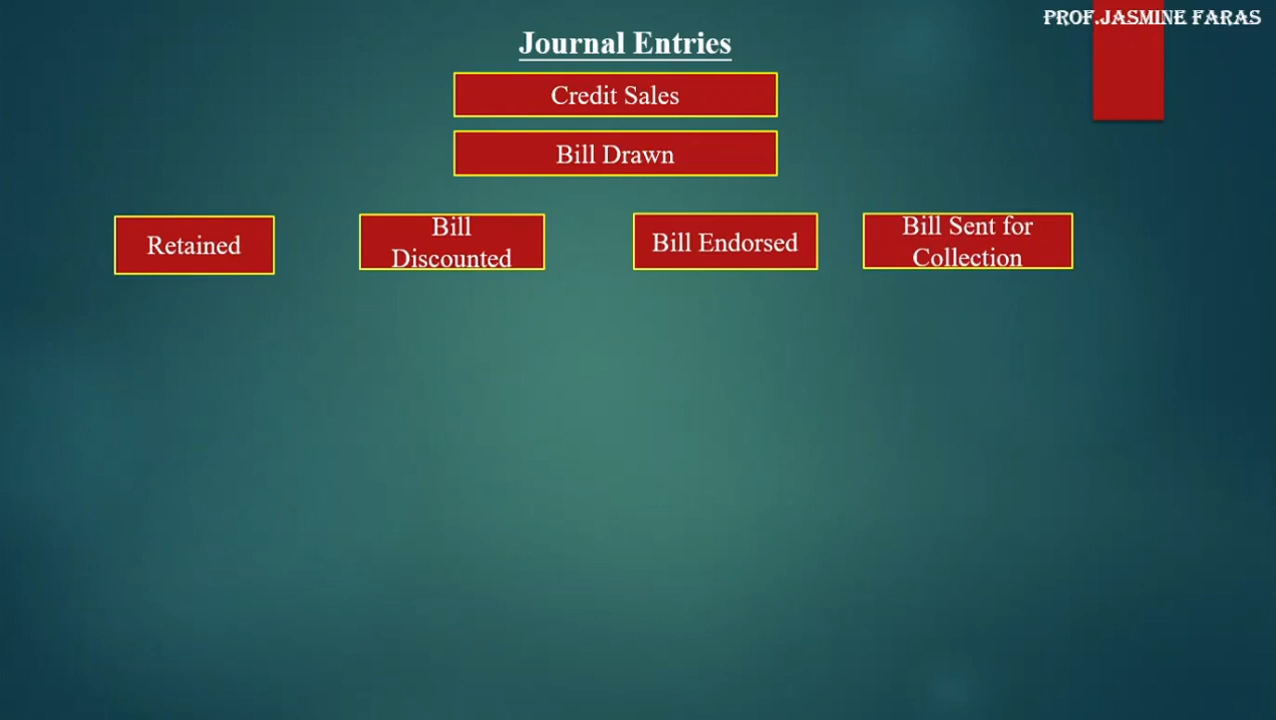 PROF.JASMINE FARAS
Journal Entries
Credit Sales
Bill Drawn
Retained
Bill
Discounted
Bill Endorsed
Bill Sent for
Collection